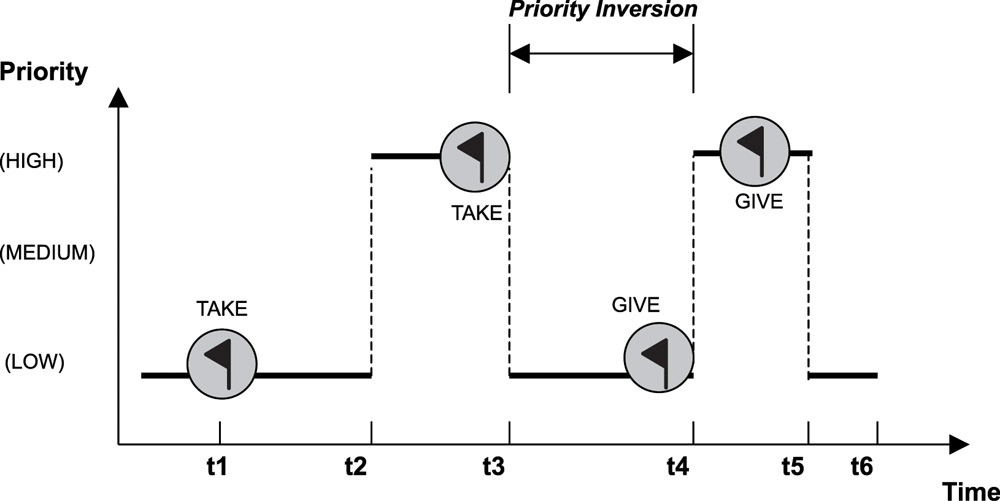 Priority Inversion
Priority
(HIGH)
TAKE
GIVE
(MEDIUM)
TAKE
GIVE
(LOW)
t1
t2
t3
t4
t5
t6
Time